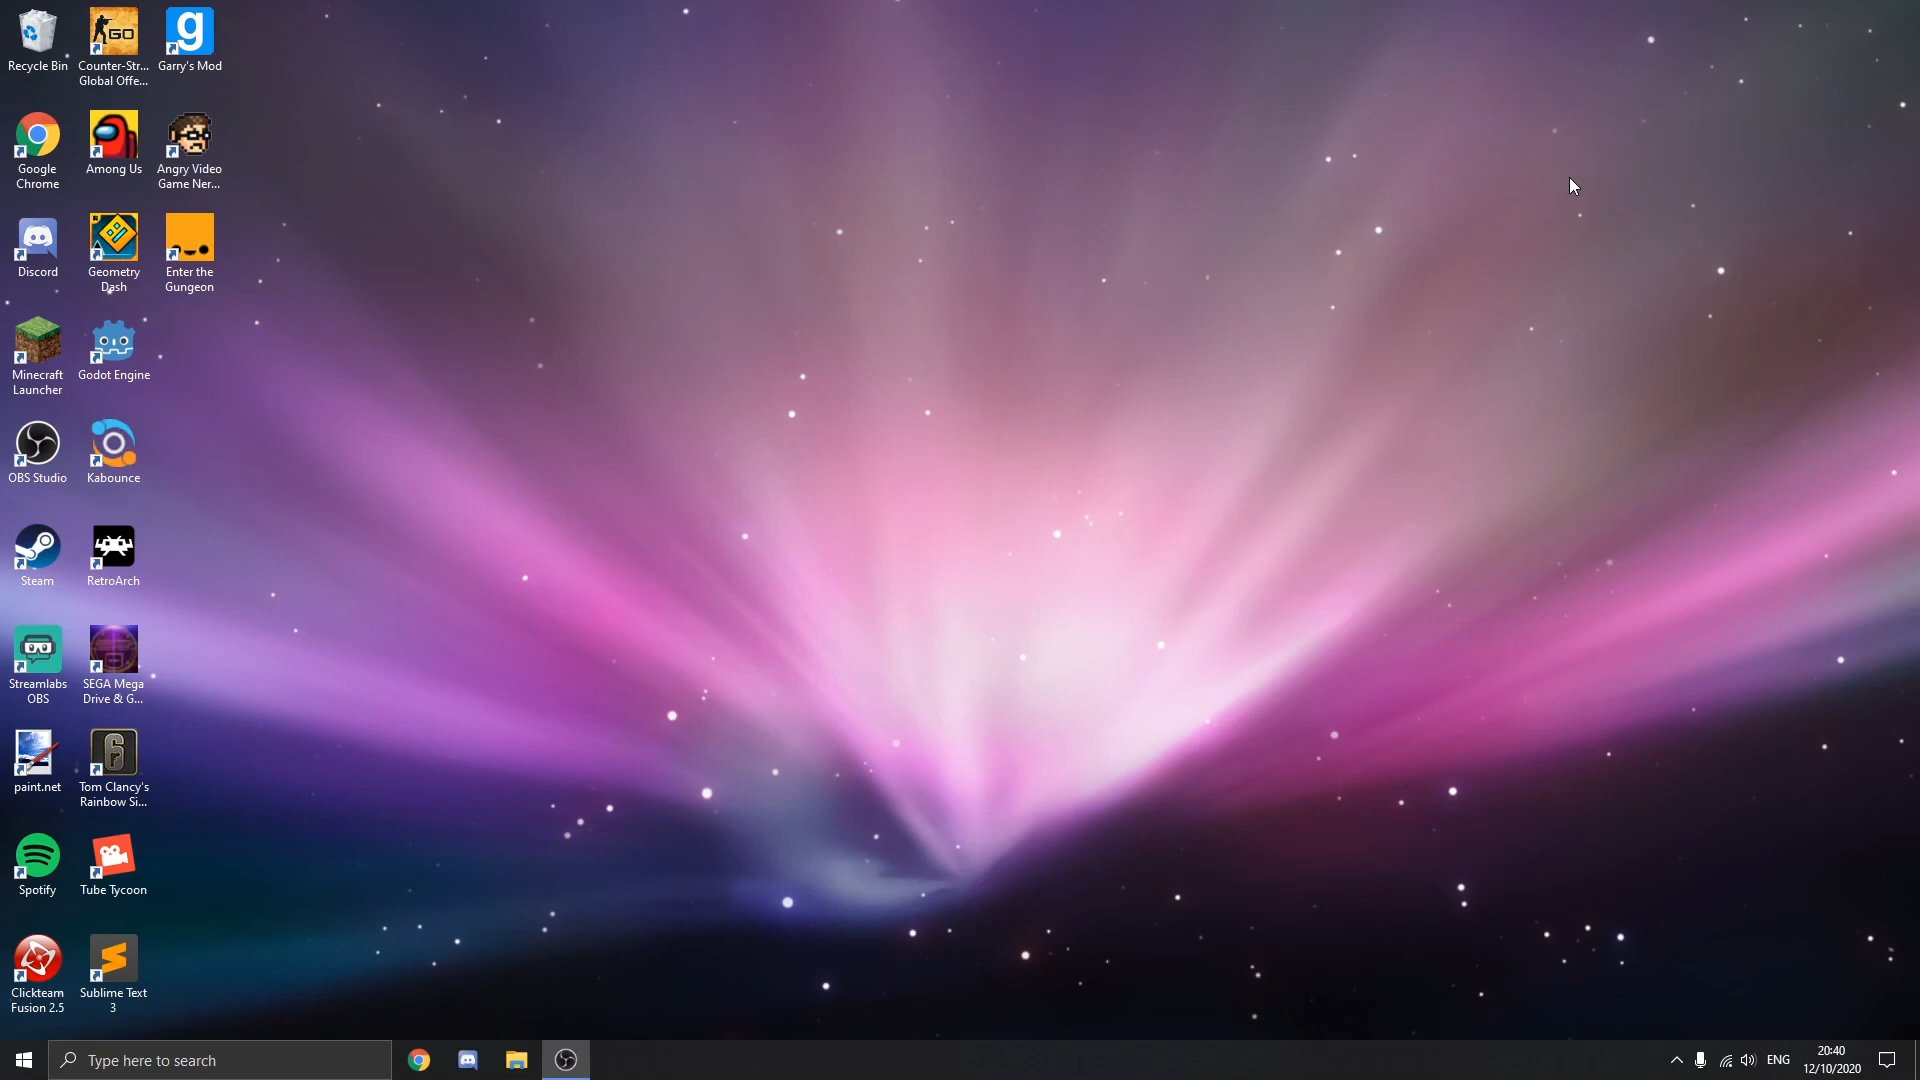 Recycle Bin
Counter-Str...
Global Offe...
Garry's Mod
Google
Chrome
Among Us
Angry Video
Game Ner...
Discord
Geometry
Dash
Enter the
Gungeon
Minecraft
Launcher
Godot Engine
OBS Studio
Kabounce
Steam
RetroArch
Streamlabs
OBS
SEGA Mega
Drive & G...
paint.net
Tom Clancy's
Rainbow Si...
Spotify
Tube Tycoon
Clickteam
Fusion 2.5
Sublime Text
3
GO
g
6
Type here to search
ENG
20:40
12/10/2020